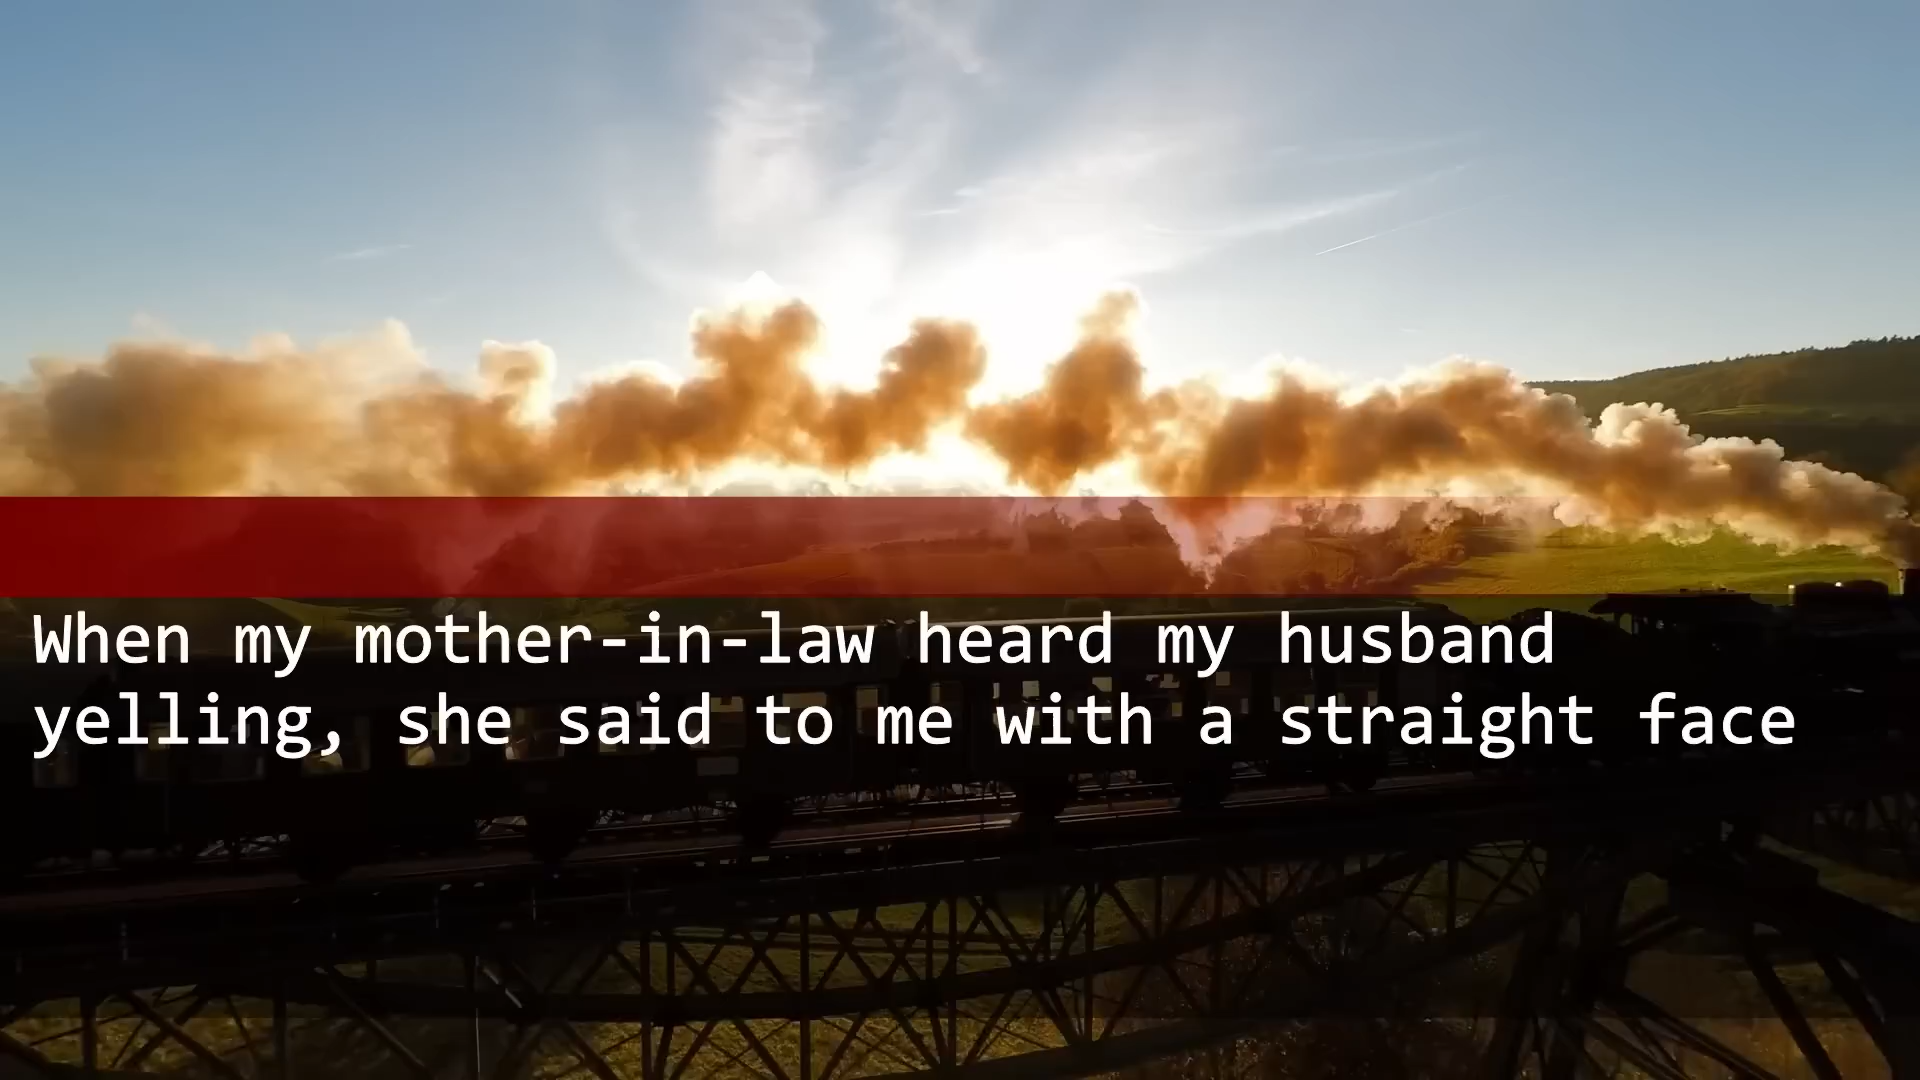 When my mother-in-law heard my husband
yelling, she said to me with a straight face